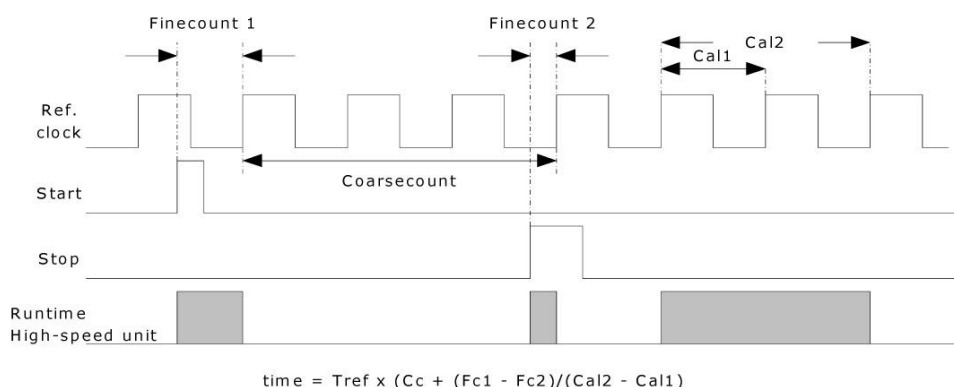 Finecount 1
Finecount 2
Cal2
Cal1
Ref.
clock
Coarsecount
Start
Stop
Runtime
High-speed unit
time = Tref x (Cc + (Fc1 - Fc2)/(Cal2 - Cal1)